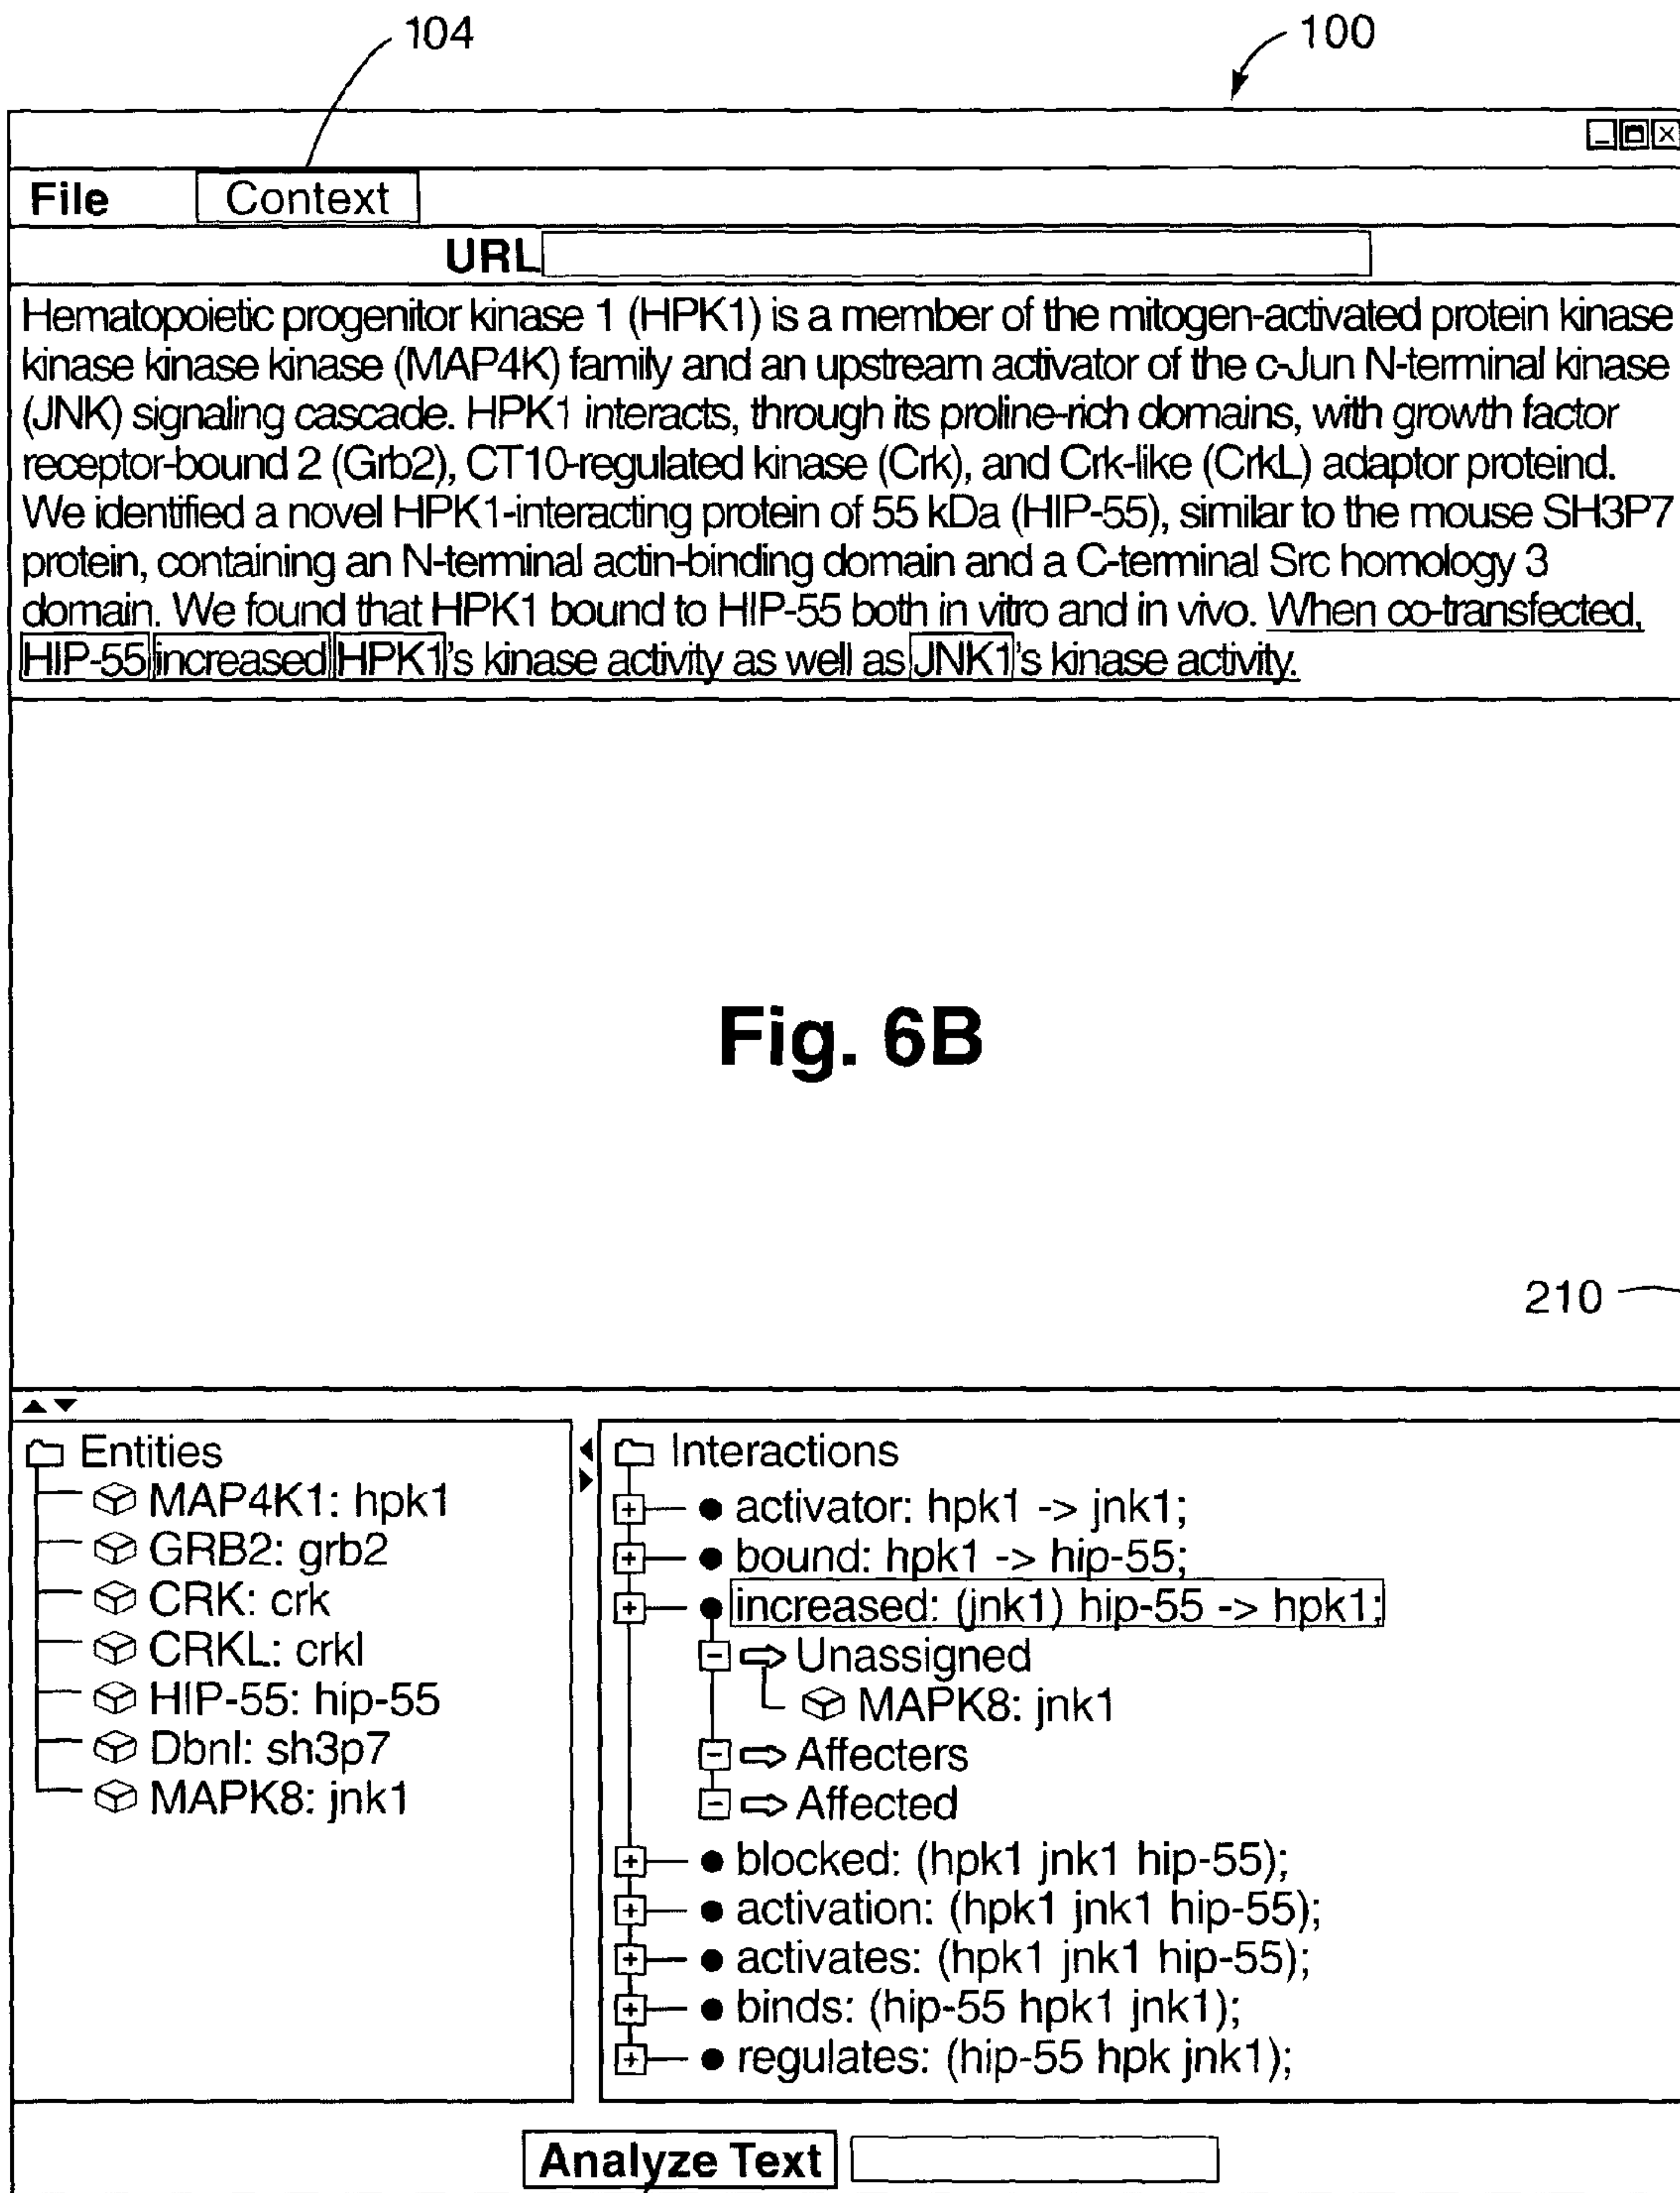 104
100
File Context
URL
Hematopoietic progenitor kinase 1 (HPK1) is a member of the mitogen-activated protein kinase
kinase kinase kinase (MAP4K) family and an upstream activator of the c-Jun N-terminal kinase
(JNK) signaling cascade. HPK1 interacts, through its proline-rich domains, with growth factor
receptor-bound 2 (Grb2), CT10-regulated kinase (Crk), and Crk-like (CrkL) adaptor proteind.
We identified a novel HPK1-interacting protein of 55 kDa (HIP-55), similar to the mouse SH3P7
protein, containing an N-terminal actin-binding domain and a C-terminal Src homology 3
domain. We found that HPK1 bound to HIP-55 both in vitro and in vivo. When co-transfected,
HIP-55 increased HPK1's kinase activity as well as JNK1's kinase activity.
Fig. 6B
210
Entities
MAP4K1: hpk1
GRB2: grb2
CRK: crk
CRKL: crkl
HIP-55: hip-55
Dbnl: sh3p7
MAPK8: jnk1
Interactions
activator: hpk1 -> jnk1;
bound: hpk1 -> hip-55;
increased: (jnk1) hip-55 -> hpk1;
Unassigned
MAPK8: jnk1
Affecters
Affected
blocked: (hpk1 jnk1 hip-55);
activation: (hpk1 jnk1 hip-55);
activates: (hpk1 jnk1 hip-55);
binds: (hip-55 hpk1 jnk1);
regulates: (hip-55 hpk jnk1);
Analyze Text